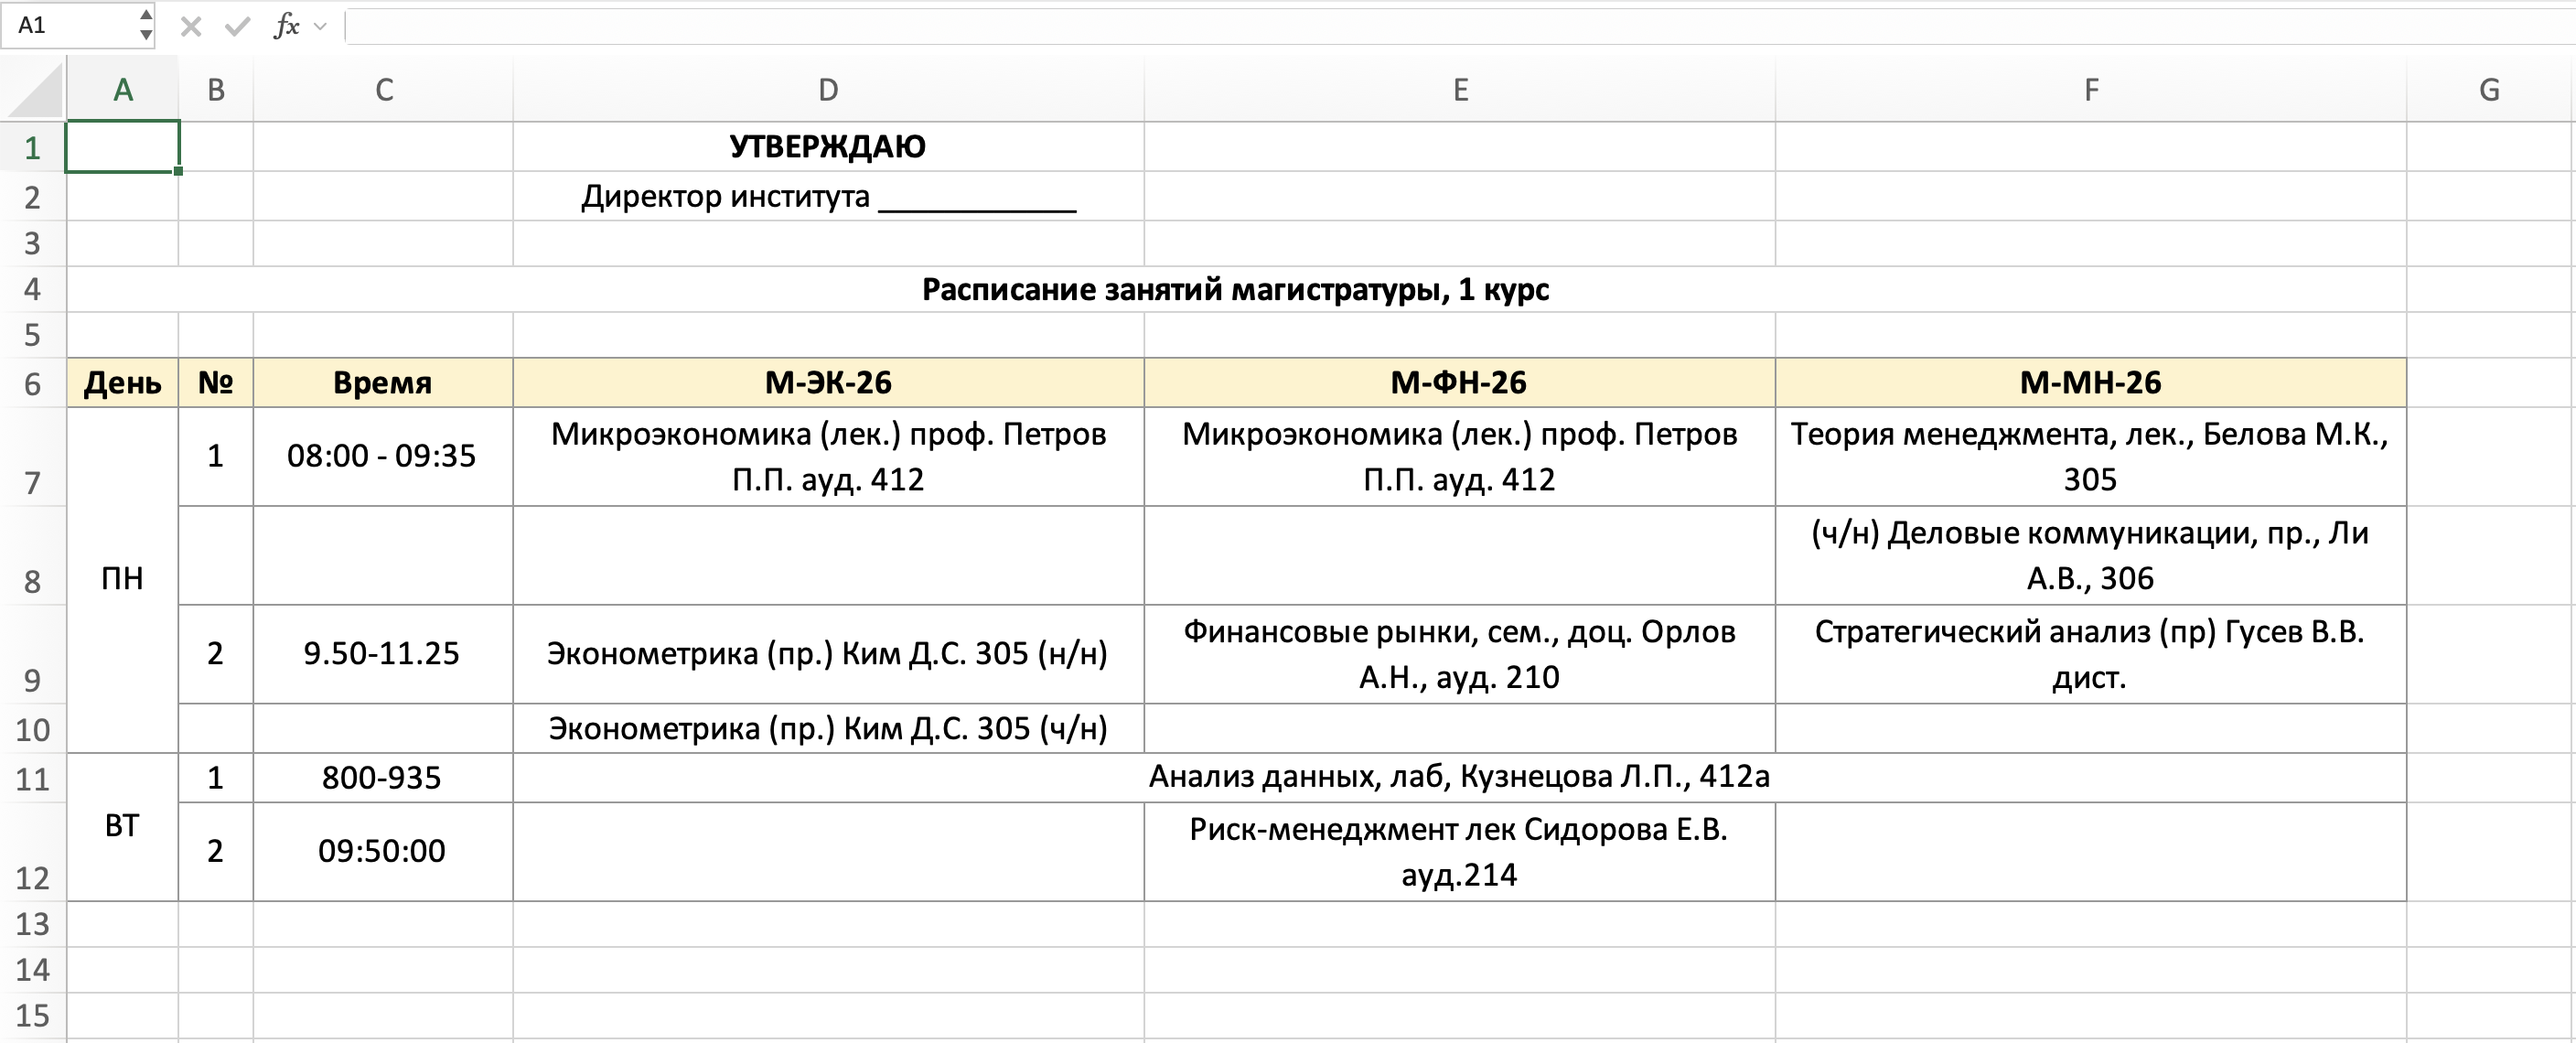 A1
fx
A B C D E F G
1 УТВЕРЖДАЮ
2 Директор института ____________
3
4 Расписание занятий магистратуры, 1 курс
5
6 День № Время М-ЭК-26 М-ФН-26 М-МН-26
7 1 08:00 - 09:35 Микроэкономика (лек.) проф. Петров П.П. ауд. 412 Микроэкономика (лек.) проф. Петров П.П. ауд. 412 Теория менеджмента, лек., Белова М.К., 305
8 ПН (ч/н) Деловые коммуникации, пр., Ли А.В., 306
9 2 9.50-11.25 Эконометрика (пр.) Ким Д.С. 305 (н/н) Финансовые рынки, сем., доц. Орлов А.Н., ауд. 210 Стратегический анализ (пр) Гусев В.В. дист.
10 Эконометрика (пр.) Ким Д.С. 305 (ч/н)
11 ВТ 1 800-935 Анализ данных, лаб, Кузнецова Л.П., 412а
12 2 09:50:00 Риск-менеджмент лек Сидорова Е.В. ауд.214
13
14
15